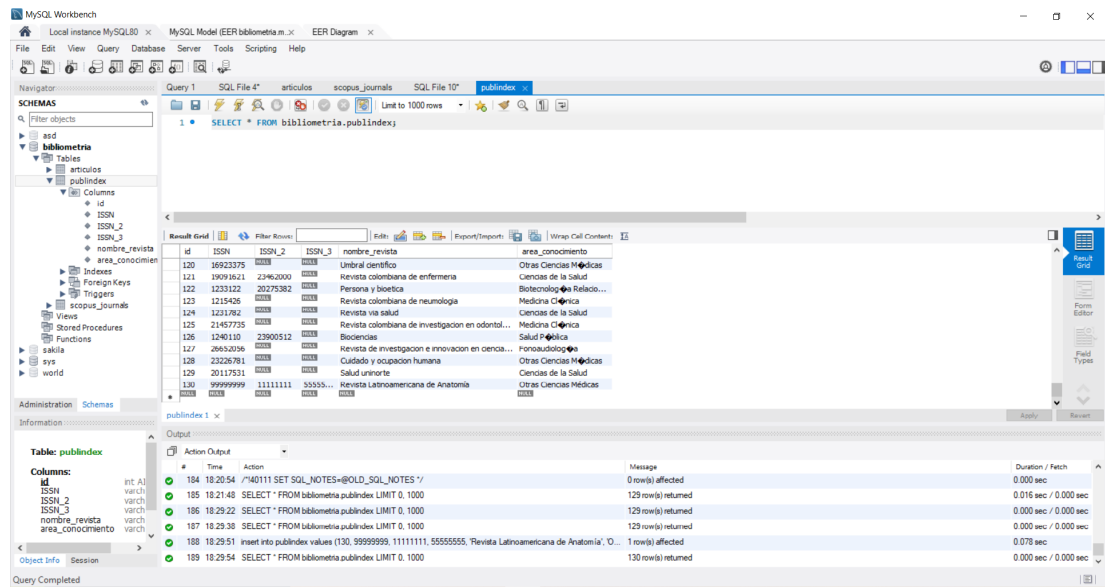 MySQL Workbench
Local instance MySQL80 × MySQL Model (EER bibliometria.m...× EER Diagram ×
File Edit View Query Database Server Tools Scripting Help
Navigator
Query 1 SQL File 4* articulos scopus_journals SQL File 10* publindex ×
SCHEMAS
Limit to 1000 rows
Filter objects
1 SELECT * FROM bibliometria.publindex;
asd
bibliometria
Tables
articulos
publindex
Columns
id
ISSN
ISSN_2
ISSN_3
nombre_revista
area_conocimien
Indexes
Foreign Keys
Triggers
scopus_journals
Views
Stored Procedures
Functions
sakila
sys
world
Administration Schemas
Result Grid Filter Rows: Edit: Export/Import: Wrap Cell Content:
id ISSN ISSN_2 ISSN_3 nombre_revista area_conocimiento
120 16923375 NULL NULL Umbral cientifico Otras Ciencias M�dicas
121 19091621 23462000 NULL Revista colombiana de enfermeria Ciencias de la Salud
122 1233122 20275382 NULL Persona y bioetica Biotecnolog�a Relacio...
123 1215426 NULL NULL Revista colombiana de neumologia Medicina Cl�nica
124 1231782 NULL NULL Revista via salud Ciencias de la Salud
125 21457735 NULL NULL Revista colombiana de investigacion en odontol... Medicina Cl�nica
126 1240110 23900512 NULL Biociencias Salud P�blica
127 26652056 NULL NULL Revista de investigacion e innovacion en ciencia... Fonoaudiolog�a
128 23226781 NULL NULL Cuidado y ocupacion humana Otras Ciencias M�dicas
129 20117531 NULL NULL Salud uninorte Ciencias de la Salud
130 99999999 11111111 55555... Revista Latinoamericana de Anatomía Otras Ciencias Médicas
NULL NULL NULL NULL NULL NULL
Result Grid
Form Editor
Field Types
publindex 1 ×
Apply Revert
Information
Table: publindex
Columns:
id int AI
ISSN varch
ISSN_2 varch
ISSN_3 varch
nombre_revista varch
area_conocimiento varch
Object Info Session
Output
Action Output
# Time Action Message Duration / Fetch
184 18:20:54 /*!40111 SET SQL_NOTES=@OLD_SQL_NOTES */ 0 row(s) affected 0.000 sec
185 18:21:48 SELECT * FROM bibliometria.publindex LIMIT 0, 1000 129 row(s) returned 0.016 sec / 0.000 sec
186 18:29:22 SELECT * FROM bibliometria.publindex LIMIT 0, 1000 129 row(s) returned 0.000 sec / 0.000 sec
187 18:29:38 SELECT * FROM bibliometria.publindex LIMIT 0, 1000 129 row(s) returned 0.000 sec / 0.000 sec
188 18:29:51 insert into publindex values (130, 99999999, 11111111, 55555555, 'Revista Latinoamericana de Anatomía', 'O... 1 row(s) affected 0.078 sec
189 18:29:54 SELECT * FROM bibliometria.publindex LIMIT 0, 1000 130 row(s) returned 0.000 sec / 0.000 sec
Query Completed